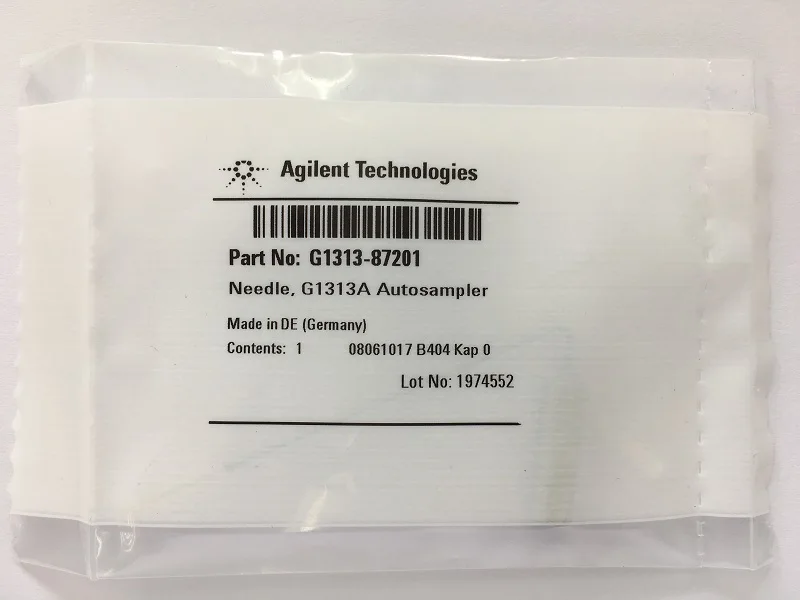 Agilent Technologies
Part No: G1313-87201
Needle, G1313A Autosampler
Made in DE (Germany)
Contents: 1 08061017 B404 Kap 0
Lot No: 1974552